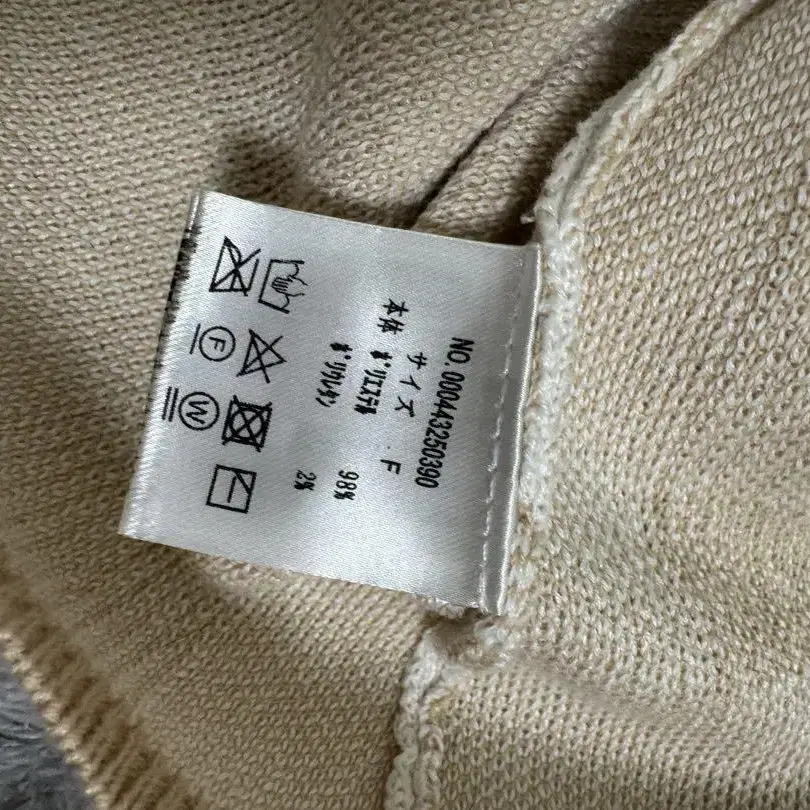 NO.000443250390
サイズ F
本体 ポリエステル 98%
ポリウレタン 2%
F
W